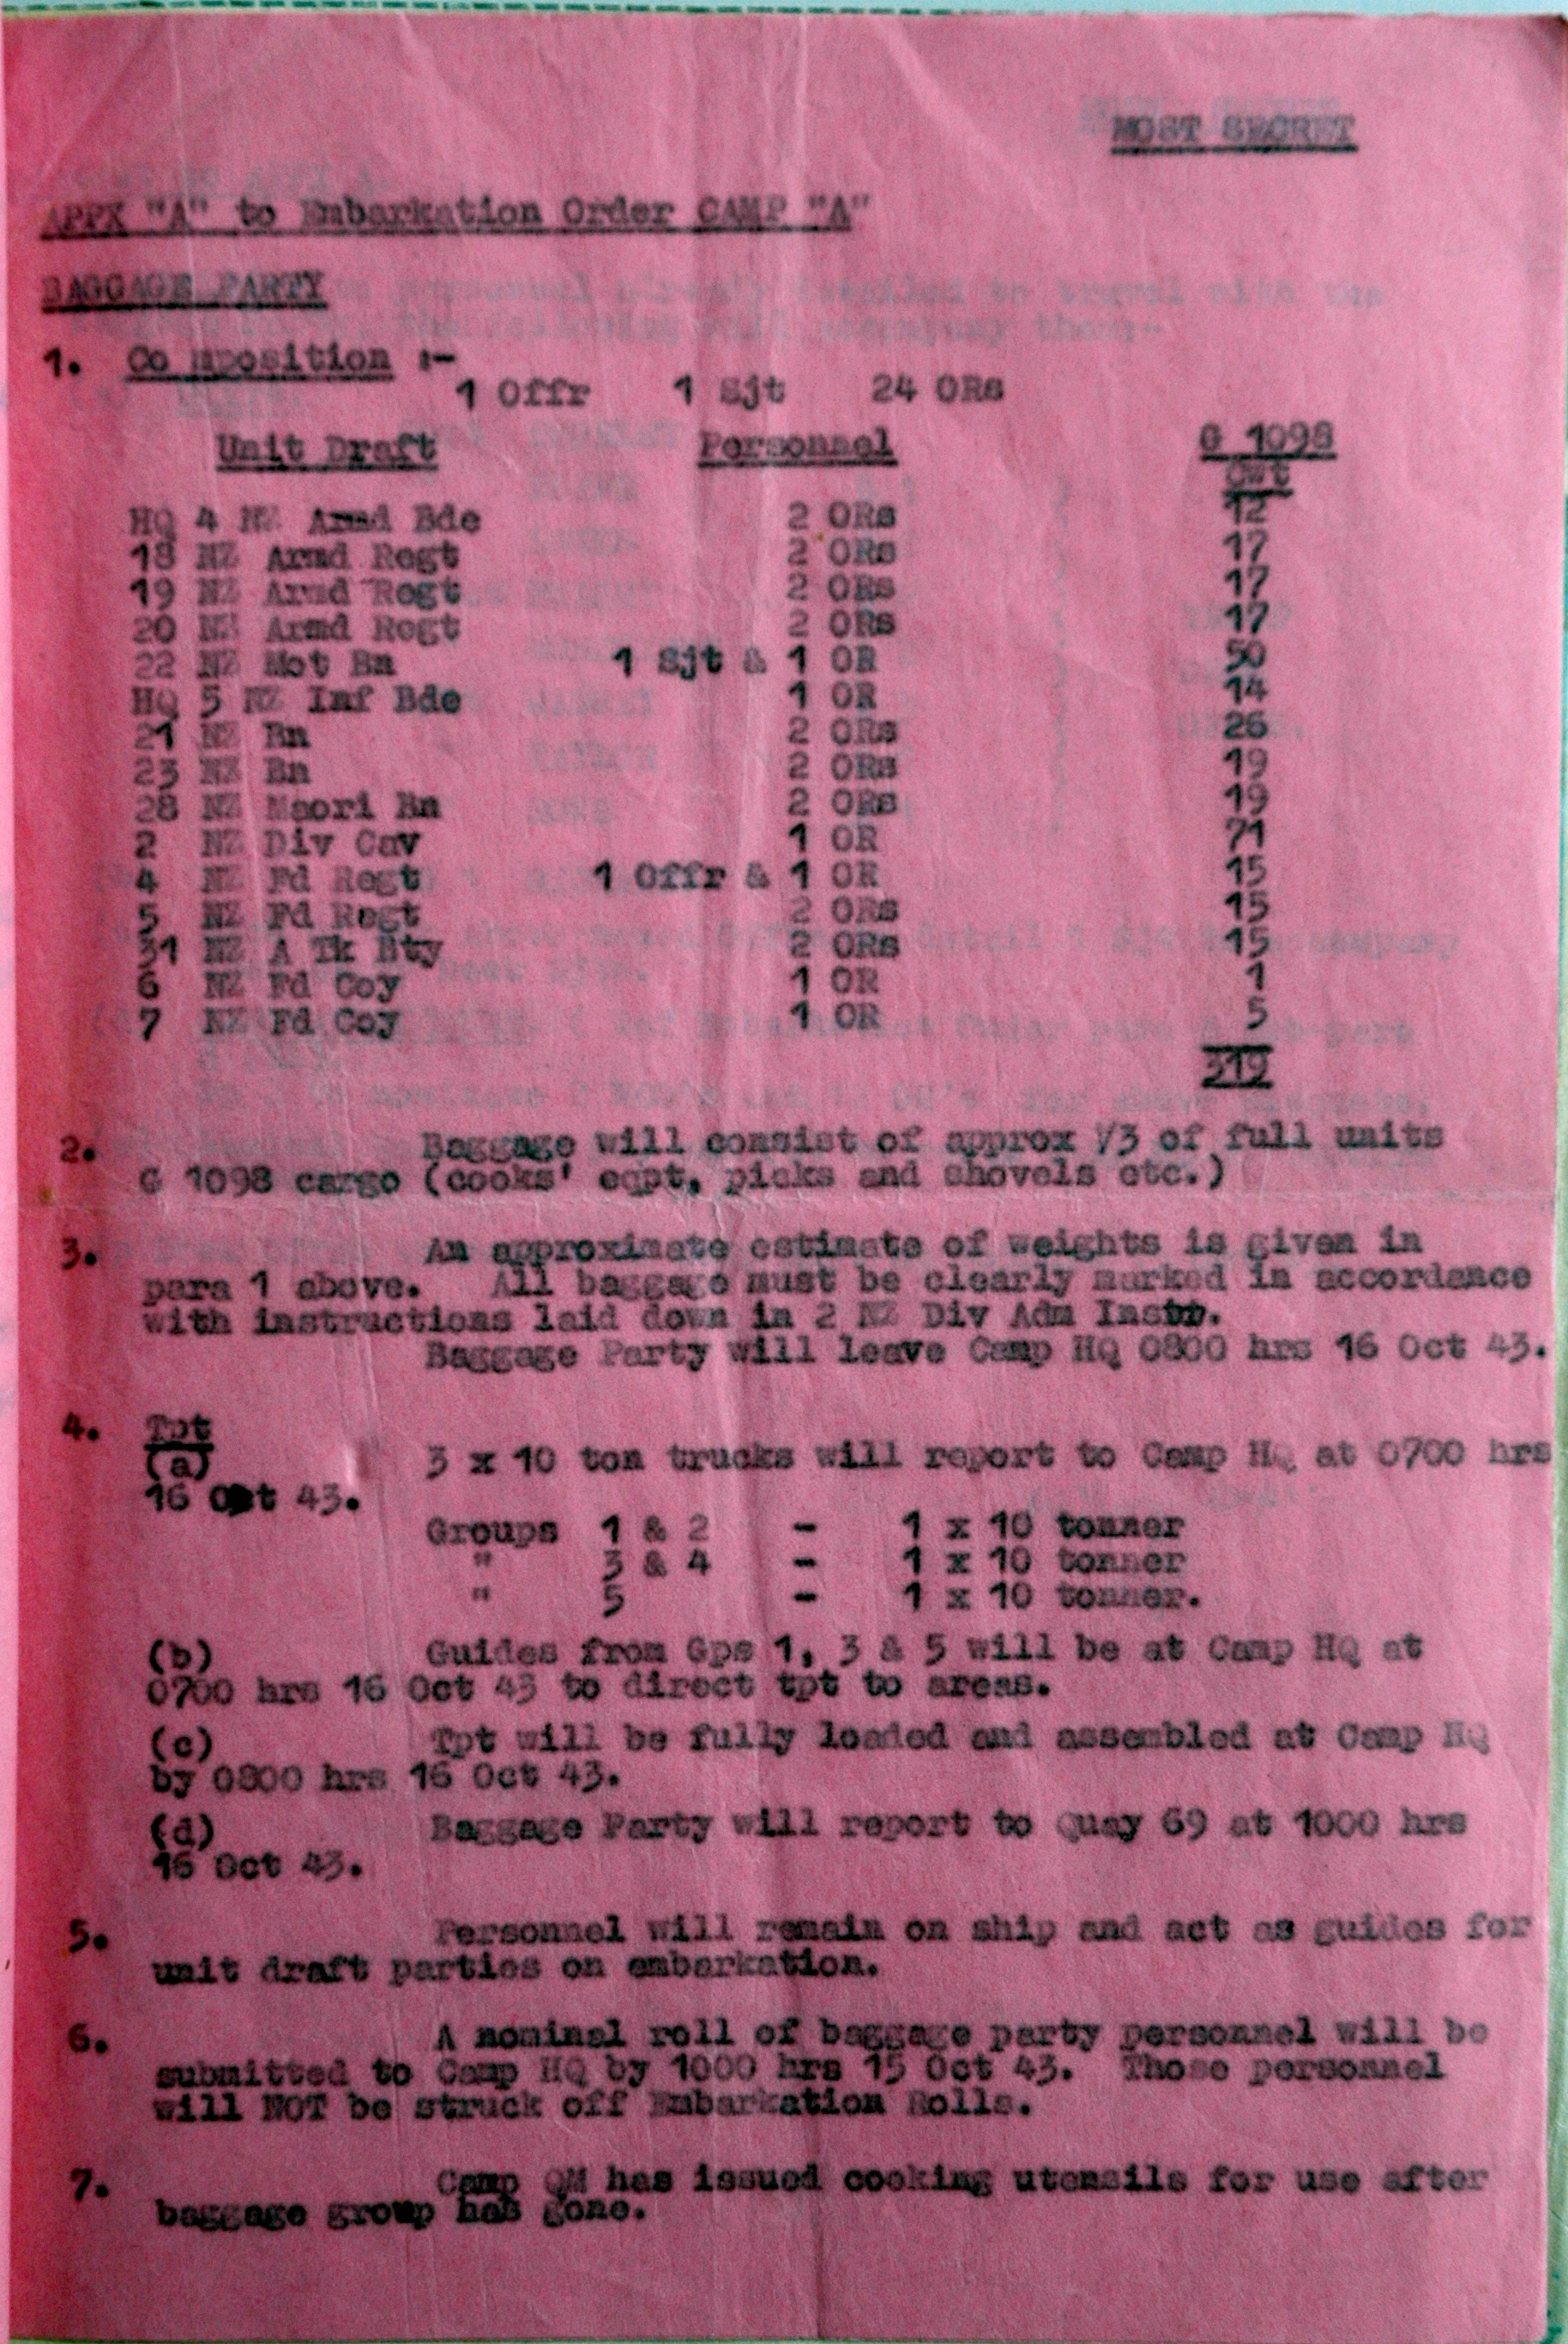 MOST SECRET
APPX "A" to Embarkation Order CAMP "A"
BAGGAGE PARTY
1. Co mposition :-
1 Offr 1 Sjt 24 ORs
Unit Draft Personnel G 1098
Cwt
HQ 4 NZ Armd Bde 2 ORs 12
18 NZ Armd Regt 2 ORs 17
19 NZ Armd Regt 2 ORs 17
20 NZ Armd Regt 2 ORs 17
22 NZ Mot Bn 1 Sjt & 1 OR 50
HQ 5 NZ Inf Bde 1 OR 14
21 NZ Bn 2 ORs 26
23 NZ Bn 2 ORs 19
28 NZ Maori Bn 2 ORs 19
2 NZ Div Cav 1 OR 71
4 NZ Fd Regt 1 Offr & 1 OR 15
5 NZ Fd Regt 2 ORs 15
31 NZ A Tk Bty 2 ORs 15
6 NZ Fd Coy 1 OR 1
7 NZ Fd Coy 1 OR 5
319
2. Baggage will consist of approx 1/3 of full units
G 1098 cargo (cooks' eqpt, picks and shovels etc.)
3. An approximate estimate of weights is given in
para 1 above. All baggage must be clearly marked in accordance
with instructions laid down in 2 NZ Div Adm Instr.
Baggage Party will leave Camp HQ 0800 hrs 16 Oct 43.
4. Tpt
(a) 3 x 10 ton trucks will report to Camp HQ at 0700 hrs
16 Oct 43.
Groups 1 & 2 - 1 x 10 tonner
" 3 & 4 - 1 x 10 tonner
" 5 - 1 x 10 tonner.
(b) Guides from Gps 1, 3 & 5 will be at Camp HQ at
0700 hrs 16 Oct 43 to direct tpt to areas.
(c) Tpt will be fully loaded and assembled at Camp HQ
by 0800 hrs 16 Oct 43.
(d) Baggage Party will report to Quay 69 at 1000 hrs
16 Oct 43.
5. Personnel will remain on ship and act as guides for
unit draft parties on embarkation.
6. A nominal roll of baggage party personnel will be
submitted to Camp HQ by 1000 hrs 15 Oct 43. Those personnel
will NOT be struck off Embarkation Rolls.
7. Camp QM has issued cooking utensils for use after
baggage group has gone.